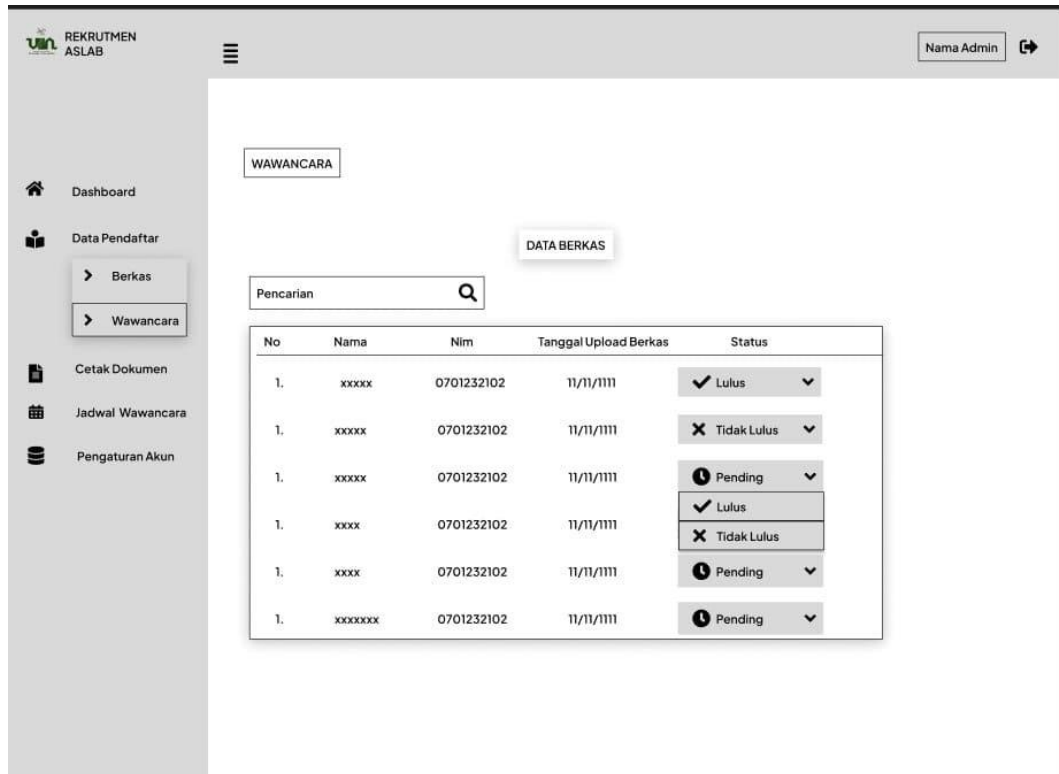 UIN
REKRUTMEN
ASLAB
Nama Admin
Dashboard
Data Pendaftar
Berkas
Wawancara
Cetak Dokumen
Jadwal Wawancara
Pengaturan Akun
WAWANCARA
DATA BERKAS
Pencarian
No Nama Nim Tanggal Upload Berkas Status
1. xxxxx 0701232102 11/11/1111 Lulus
1. xxxxx 0701232102 11/11/1111 Tidak Lulus
1. xxxxx 0701232102 11/11/1111 Pending
Lulus
1. xxxx 0701232102 11/11/1111
Tidak Lulus
1. xxxx 0701232102 11/11/1111 Pending
1. xxxxxxx 0701232102 11/11/1111 Pending